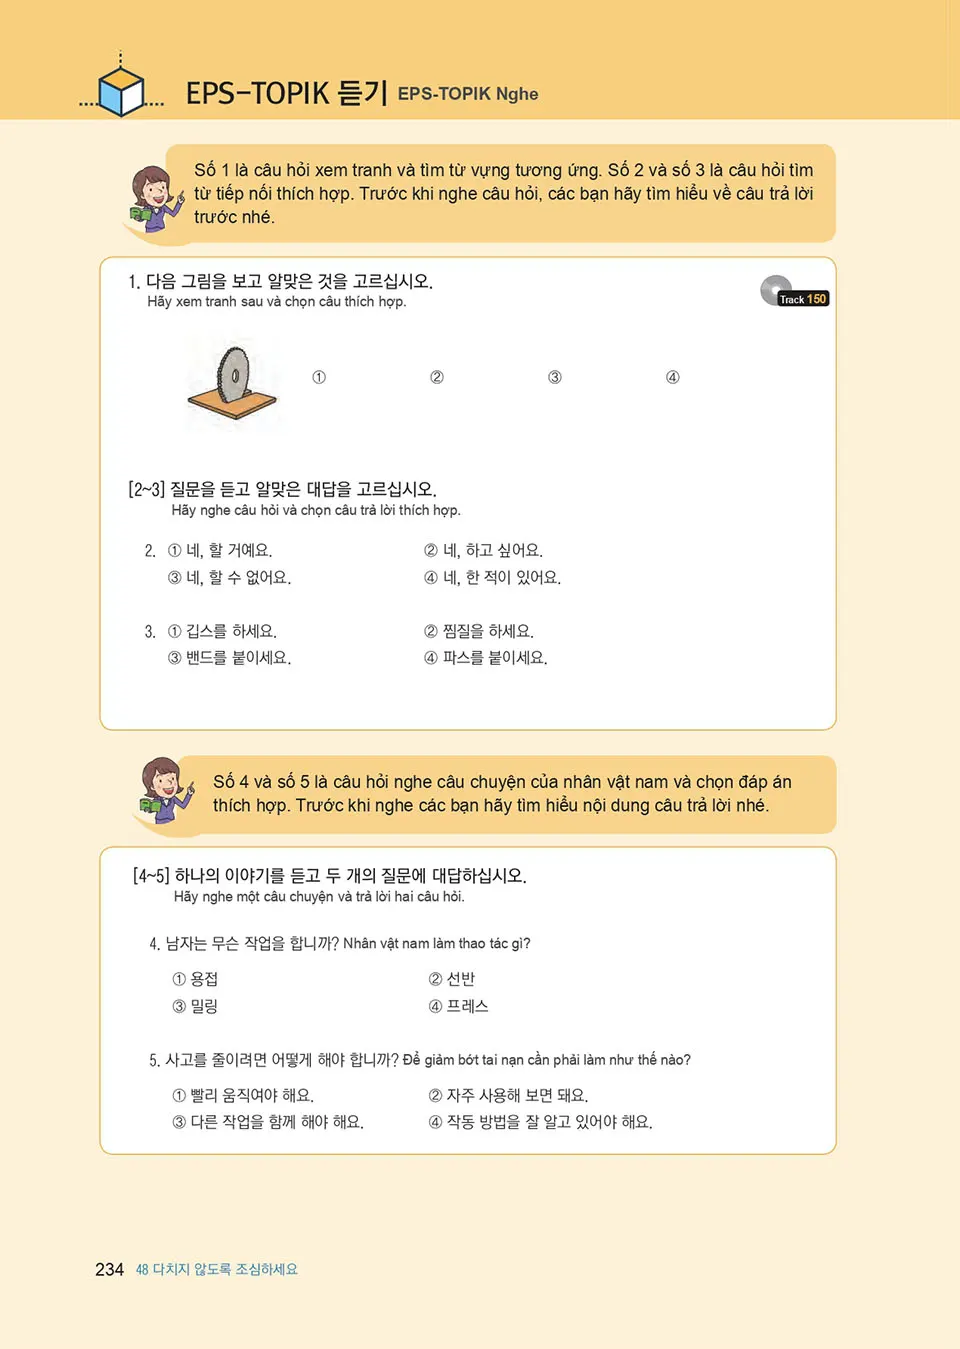 EPS-TOPIK 듣기 EPS-TOPIK Nghe
Số 1 là câu hỏi xem tranh và tìm từ vựng tương ứng. Số 2 và số 3 là câu hỏi tìm
từ tiếp nối thích hợp. Trước khi nghe câu hỏi, các bạn hãy tìm hiểu về câu trả lời
trước nhé.
1. 다음 그림을 보고 알맞은 것을 고르십시오.
Hãy xem tranh sau và chọn câu thích hợp.
Track 150
① ② ③ ④
[2~3] 질문을 듣고 알맞은 대답을 고르십시오.
Hãy nghe câu hỏi và chọn câu trả lời thích hợp.
2. ① 네, 할 거예요. ② 네, 하고 싶어요.
③ 네, 할 수 없어요. ④ 네, 한 적이 있어요.
3. ① 깁스를 하세요. ② 찜질을 하세요.
③ 밴드를 붙이세요. ④ 파스를 붙이세요.
Số 4 và số 5 là câu hỏi nghe câu chuyện của nhân vật nam và chọn đáp án
thích hợp. Trước khi nghe các bạn hãy tìm hiểu nội dung câu trả lời nhé.
[4~5] 하나의 이야기를 듣고 두 개의 질문에 대답하십시오.
Hãy nghe một câu chuyện và trả lời hai câu hỏi.
4. 남자는 무슨 작업을 합니까? Nhân vật nam làm thao tác gì?
① 용접 ② 선반
③ 밀링 ④ 프레스
5. 사고를 줄이려면 어떻게 해야 합니까? Để giảm bớt tai nạn cần phải làm như thế nào?
① 빨리 움직여야 해요. ② 자주 사용해 보면 돼요.
③ 다른 작업을 함께 해야 해요. ④ 작동 방법을 잘 알고 있어야 해요.
234 48 다치지 않도록 조심하세요